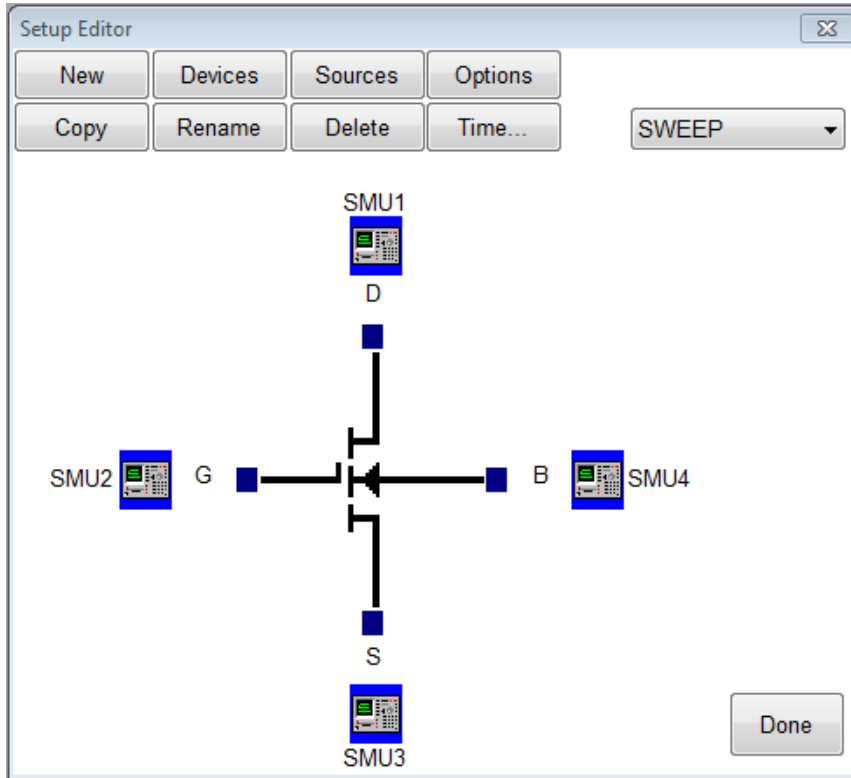 Setup Editor
New Devices Sources Options
Copy Rename Delete Time... SWEEP
SMU1
D
SMU2 G B SMU4
S
SMU3
Done